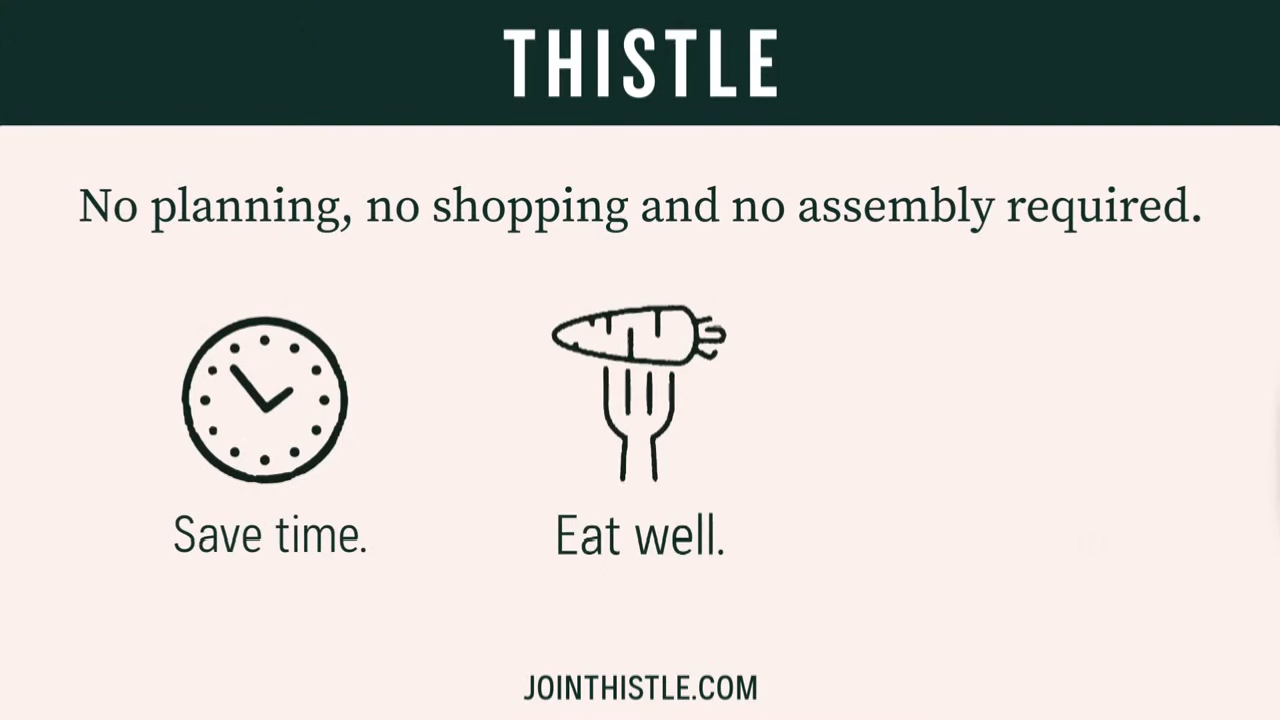 THISTLE
No planning, no shopping and no assembly required.
Save time.
Eat well.
JOINTHISTLE.COM